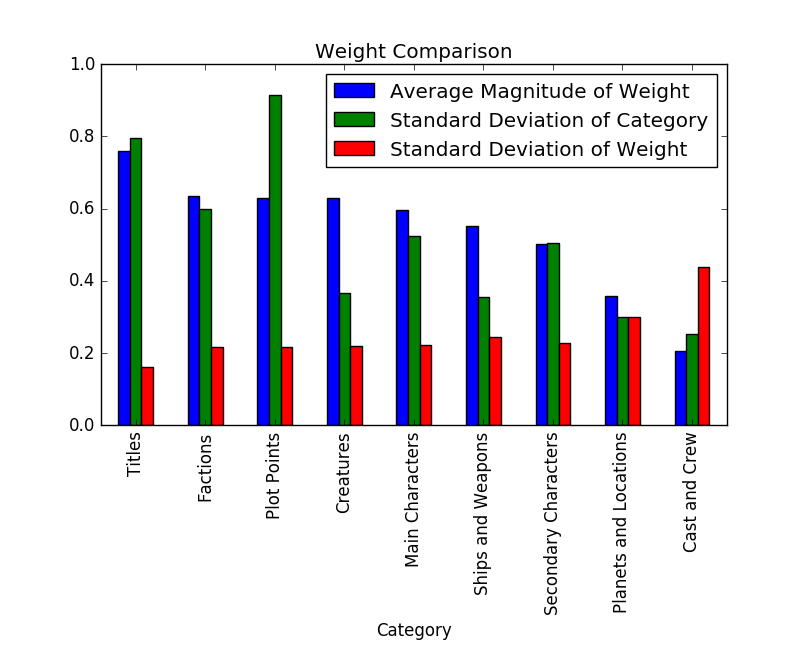 Weight Comparison
1.0
0.8
0.6
0.4
0.2
0.0
Average Magnitude of Weight
Standard Deviation of Category
Standard Deviation of Weight
Titles
Factions
Plot Points
Creatures
Main Characters
Ships and Weapons
Secondary Characters
Planets and Locations
Cast and Crew
Category